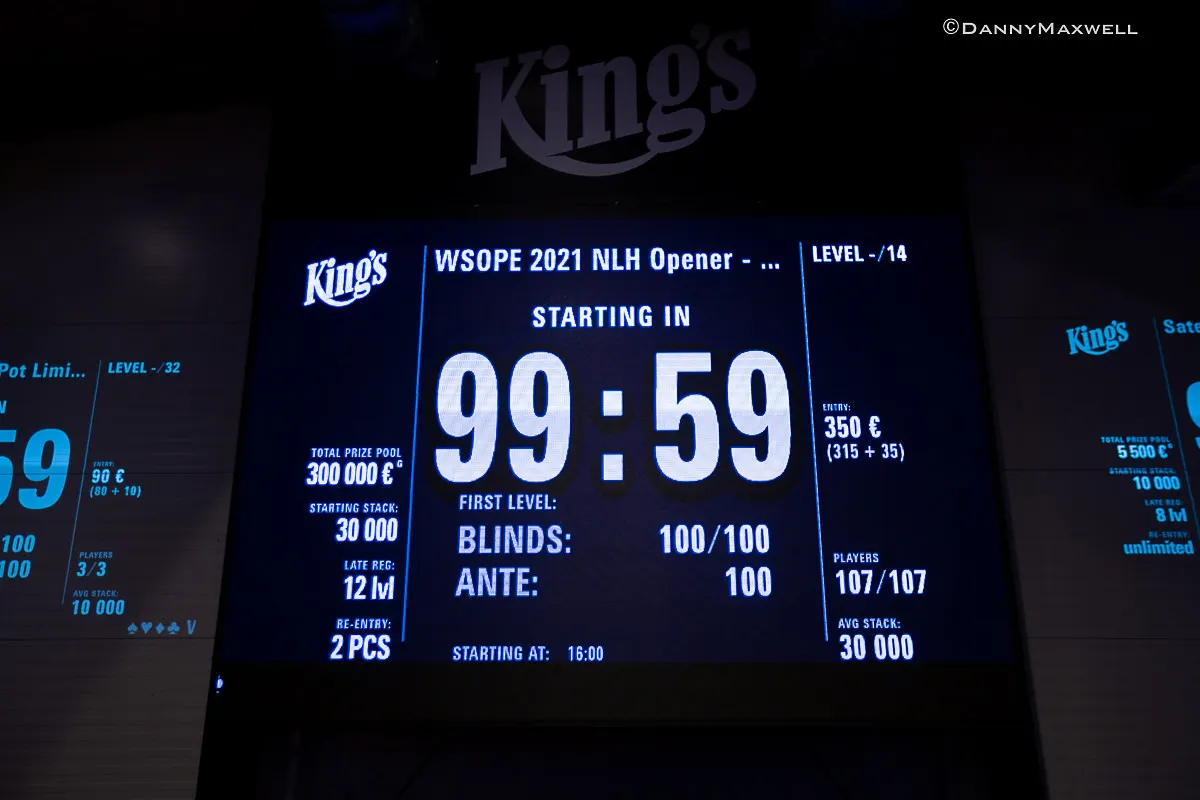 ©DannyMaxwell
King's
King's
WSOPE 2021 NLH Opener - ...
LEVEL -/14
STARTING IN
99:59
ENTRY:
350 €
(315 + 35)
TOTAL PRIZE POOL
300 000 € G
STARTING STACK:
30 000
LATE REG:
12 lvl
RE-ENTRY:
2 PCS
FIRST LEVEL:
BLINDS: 100/100
ANTE: 100
STARTING AT: 16:00
PLAYERS
107/107
AVG STACK:
30 000
Pot Limi...
LEVEL -/32
59
ENTRY:
90 €
(80 + 10)
100
100
PLAYERS
3/3
AVG STACK:
10 000
♠♥♦♣ V
King's
Sate
TOTAL PRIZE POOL
5 500 € G
STARTING STACK:
10 000
LATE REG:
8 lvl
RE-ENTRY:
unlimited